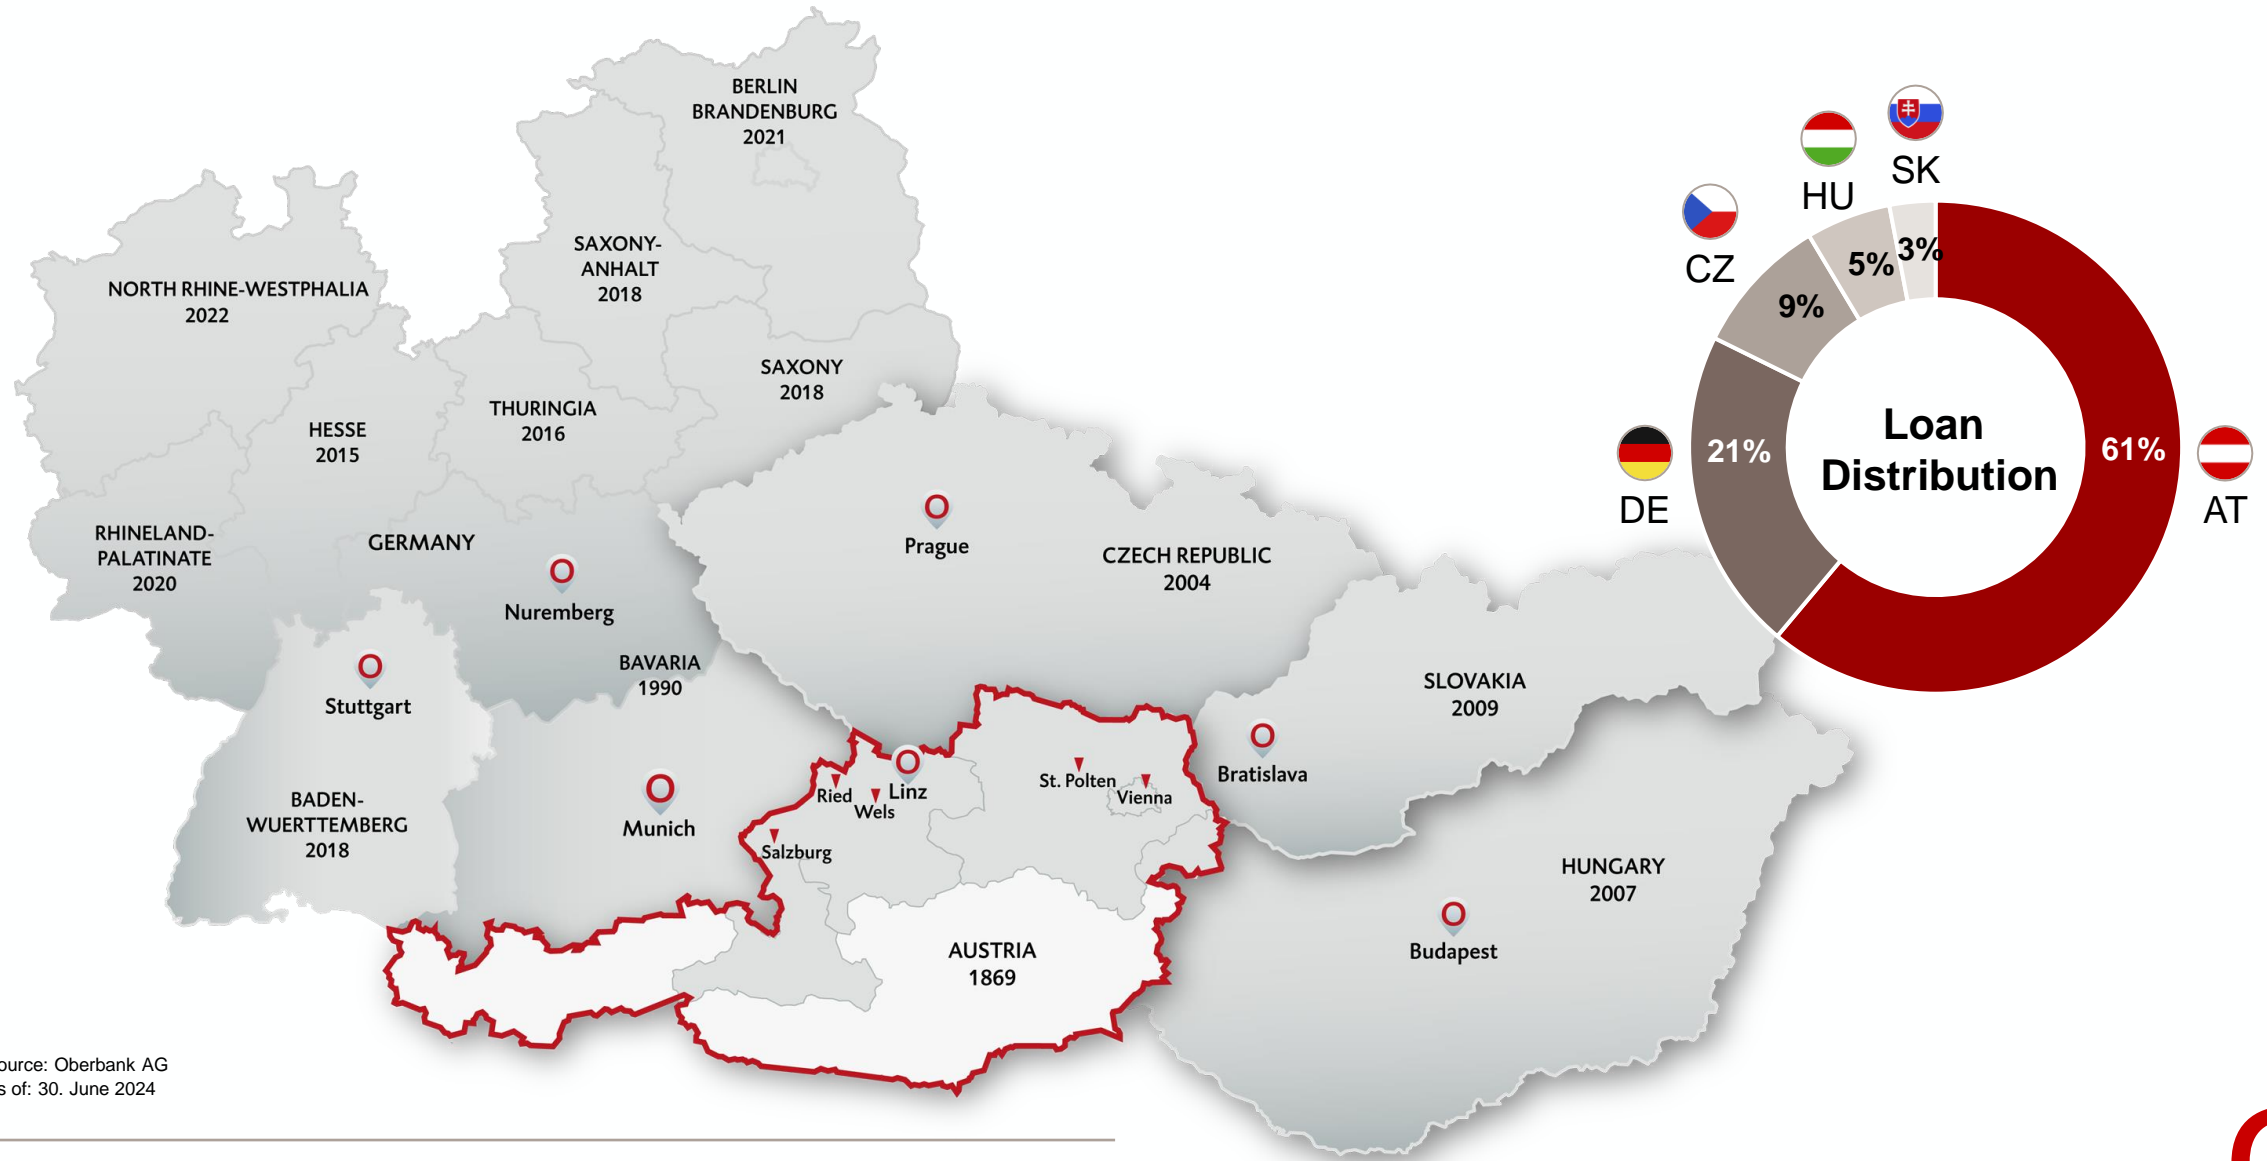 BERLIN
BRANDENBURG
2021
SAXONY-
ANHALT
2018
NORTH RHINE-WESTPHALIA
2022
SAXONY
2018
THURINGIA
2016
HESSE
2015
RHINELAND-
PALATINATE
2020
GERMANY
Nuremberg
BAVARIA
1990
Stuttgart
BADEN-
WUERTTEMBERG
2018
Munich
Prague
CZECH REPUBLIC
2004
SLOVAKIA
2009
Bratislava
HUNGARY
2007
Budapest
Linz
Ried
Wels
Salzburg
St. Polten
Vienna
AUSTRIA
1869
SK
HU
CZ
DE
AT
3%
5%
9%
21%
61%
Loan
Distribution
ource: Oberbank AG
s of: 30. June 2024